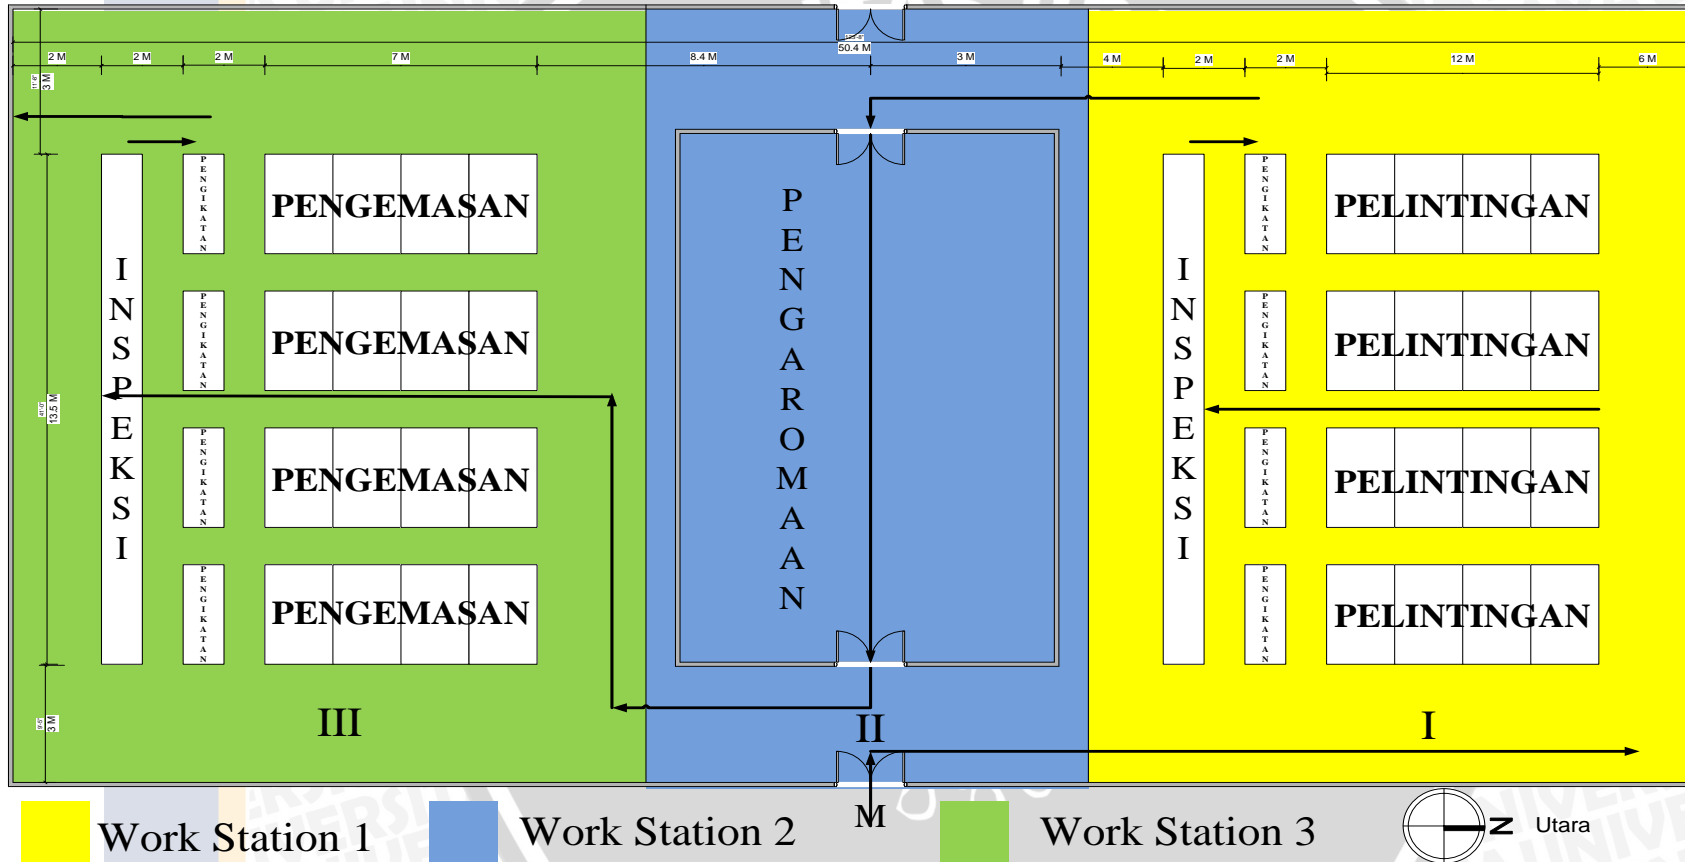 50.4 M
2 M
2 M
2 M
7 M
8.4 M
3 M
4 M
2 M
2 M
12 M
6 M
3 M
13.5 M
3 M
INSPEKSI
PENGIKATAN
PENGEMASAN
PENGIKATAN
PENGEMASAN
PENGIKATAN
PENGEMASAN
PENGIKATAN
PENGEMASAN
PENGAROMAAN
INSPEKSI
PENGIKATAN
PELINTINGAN
PENGIKATAN
PELINTINGAN
PENGIKATAN
PELINTINGAN
PENGIKATAN
PELINTINGAN
III
II
I
M
Work Station 1
Work Station 2
Work Station 3
N
Utara